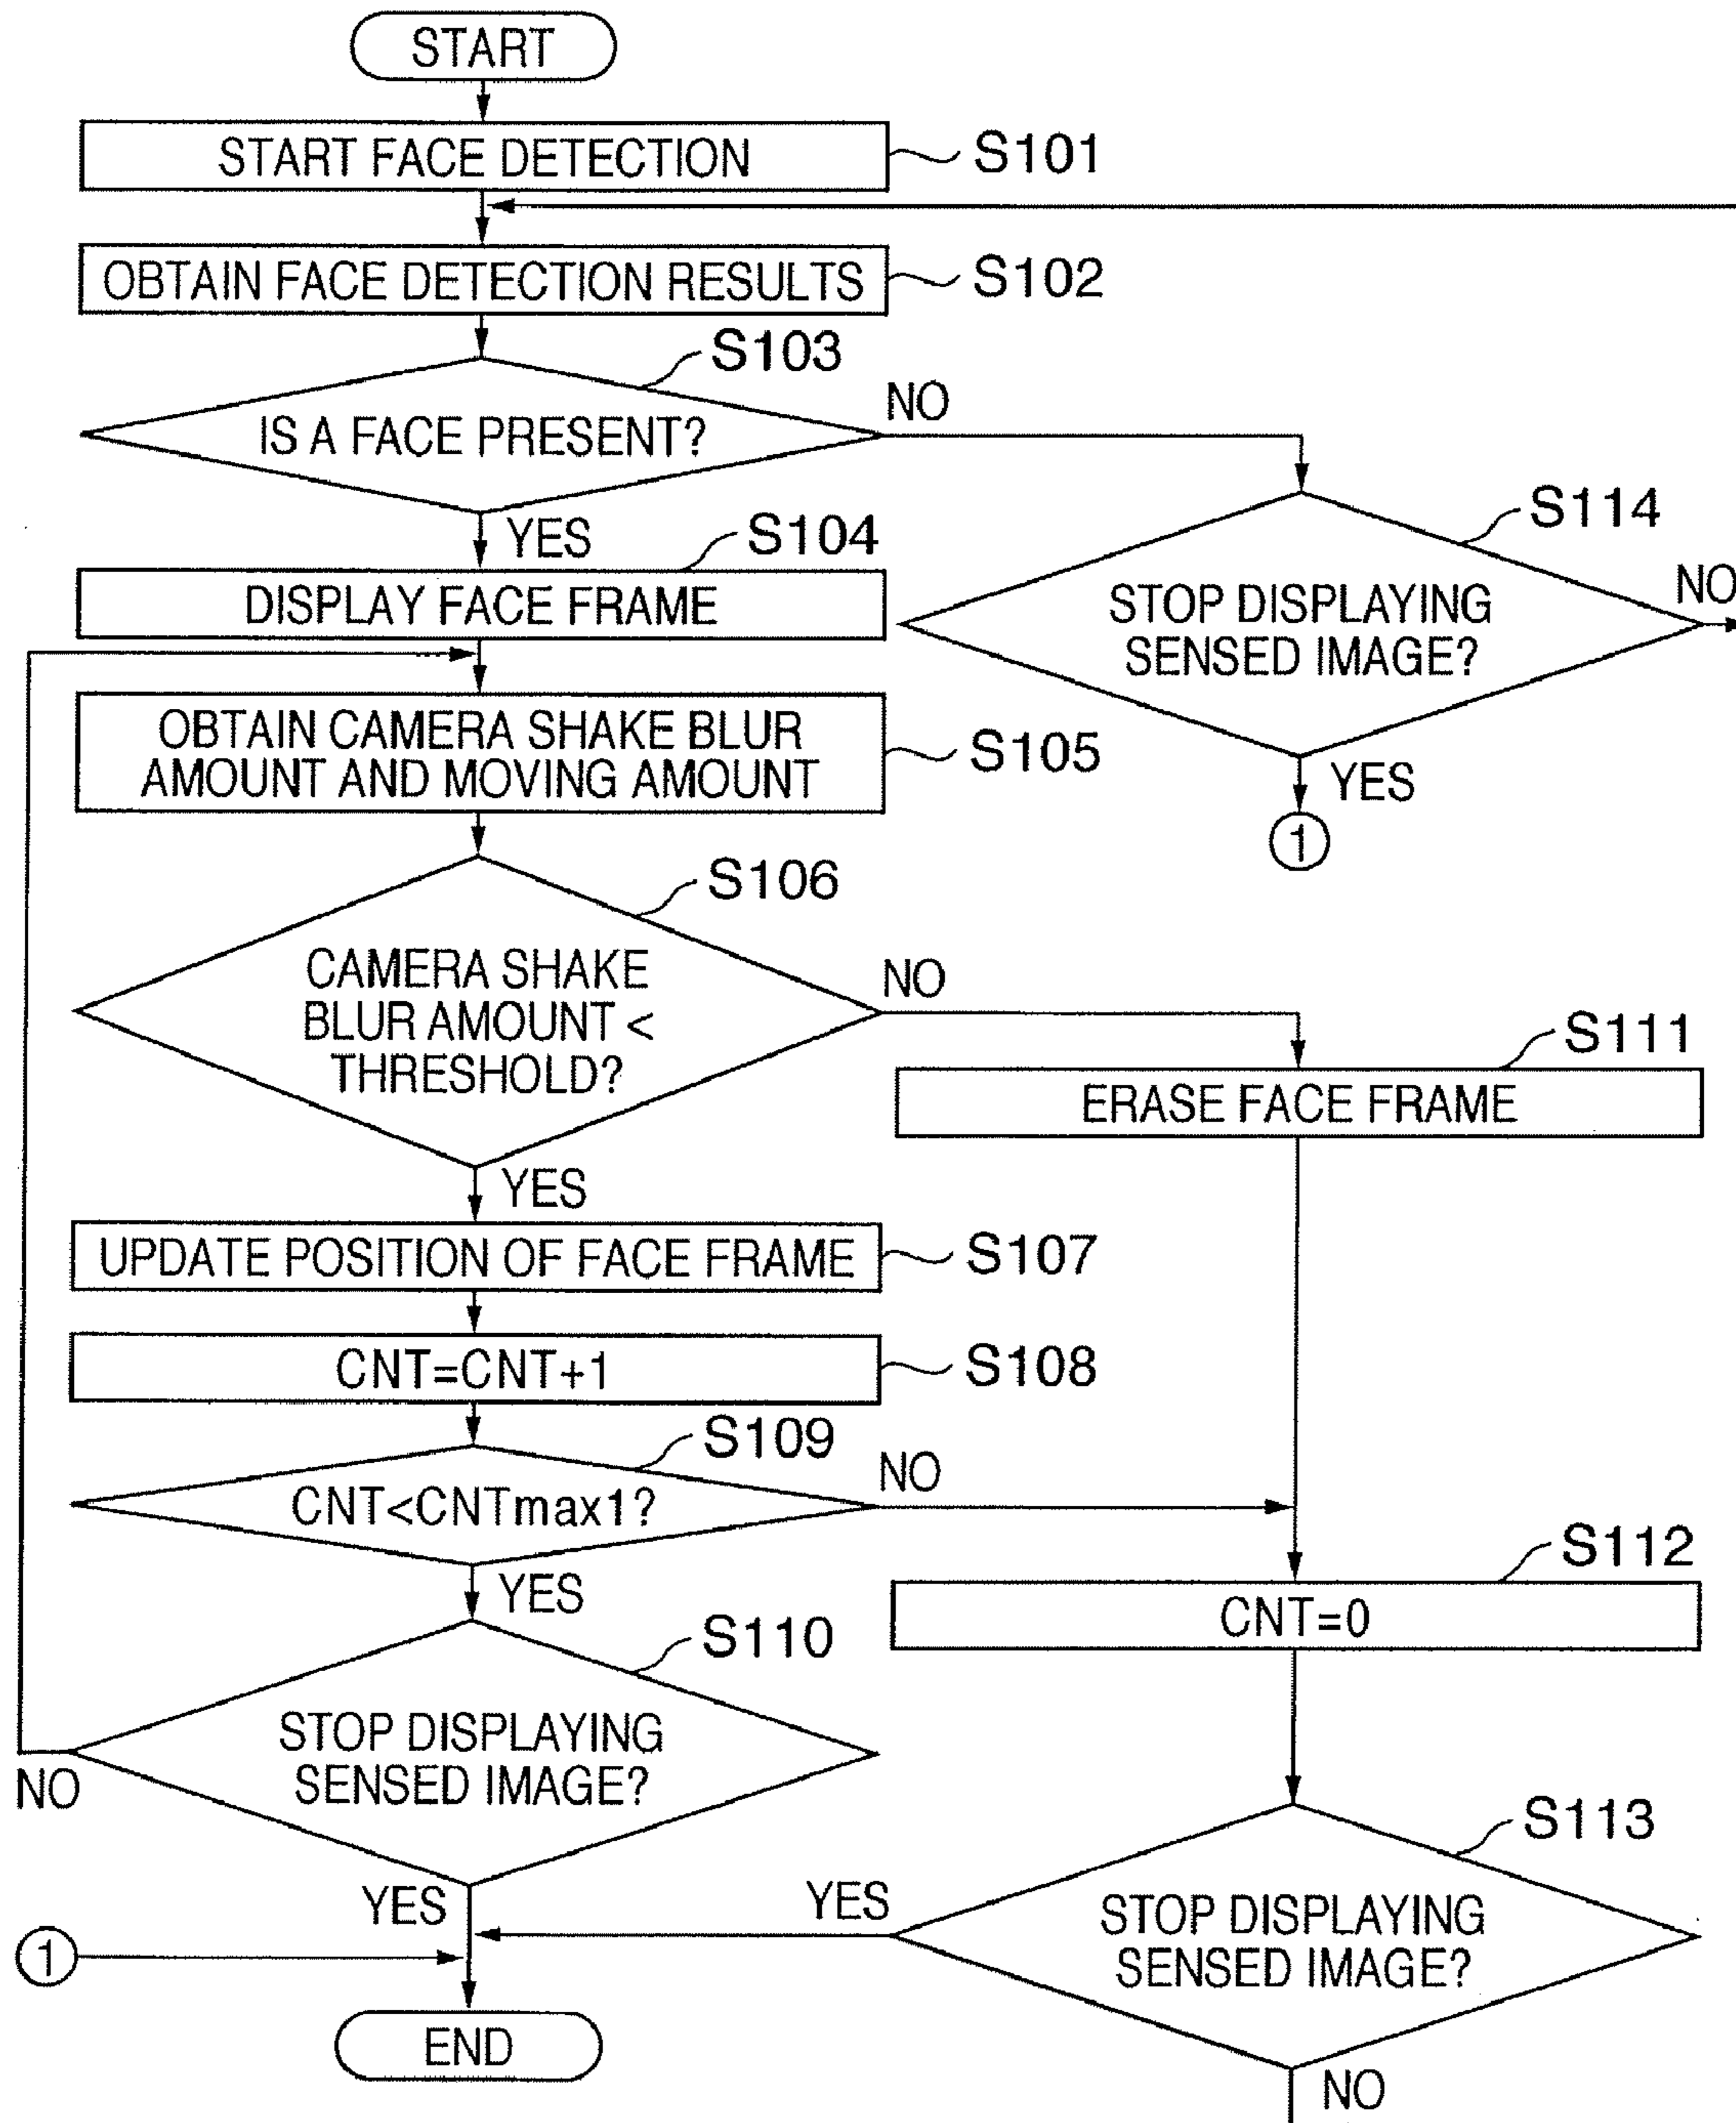 START
START FACE DETECTION
S101
OBTAIN FACE DETECTION RESULTS
S102
S103
IS A FACE PRESENT?
NO
YES
S104
DISPLAY FACE FRAME
S114
STOP DISPLAYING
SENSED IMAGE?
NO
YES
1
OBTAIN CAMERA SHAKE BLUR
AMOUNT AND MOVING AMOUNT
S105
S106
CAMERA SHAKE
BLUR AMOUNT <
THRESHOLD?
NO
YES
S111
ERASE FACE FRAME
UPDATE POSITION OF FACE FRAME
S107
CNT=CNT+1
S108
S109
CNT<CNTmax1?
NO
YES
S112
CNT=0
S110
STOP DISPLAYING
SENSED IMAGE?
NO
YES
S113
STOP DISPLAYING
SENSED IMAGE?
YES
NO
1
END